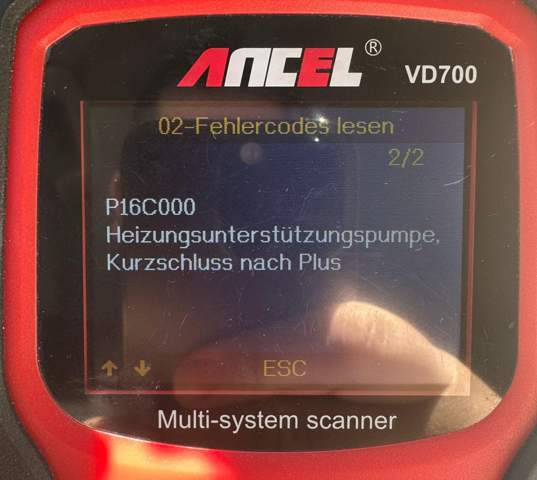 ANCEL®
VD700
02-Fehlercodes lesen
2/2
P16C000
Heizungsunterstützungspumpe,
Kurzschluss nach Plus
ESC
Multi-system scanner